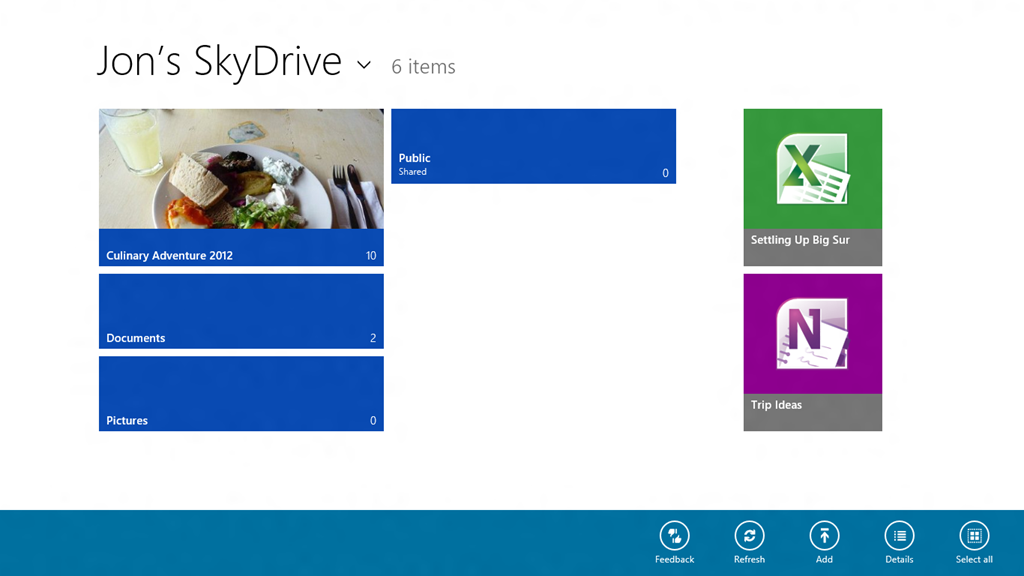 Jon's SkyDrive 6 items
Culinary Adventure 2012 10
Documents 2
Pictures 0
Public
Shared 0
X
Settling Up Big Sur
N
Trip Ideas
Feedback Refresh Add Details Select all